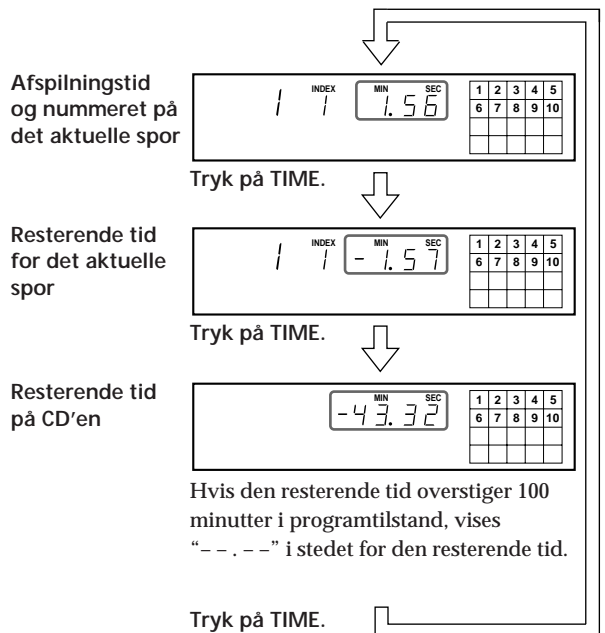 Afspilningstid
og nummeret på
det aktuelle spor
1 INDEX 1 MIN 1. SEC 56
1 2 3 4 5
6 7 8 9 10
Tryk på TIME.
Resterende tid
for det aktuelle
spor
1 INDEX 1 MIN - 1. SEC 57
1 2 3 4 5
6 7 8 9 10
Tryk på TIME.
Resterende tid
på CD'en
MIN SEC
-43.32
1 2 3 4 5
6 7 8 9 10
Hvis den resterende tid overstiger 100
minutter i programtilstand, vises
“– – . – –” i stedet for den resterende tid.
Tryk på TIME.